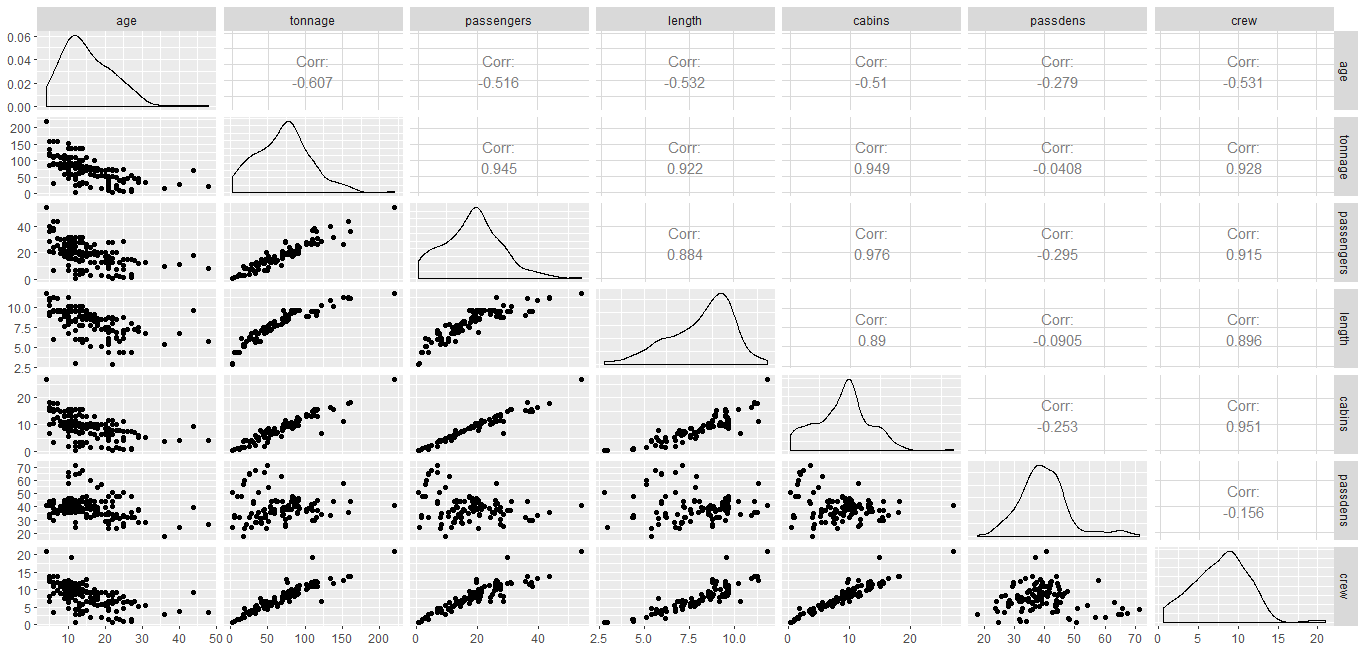 age tonnage passengers length cabins passdens crew
0.06
0.04
0.02
0.00
Corr: Corr: Corr: Corr: Corr: Corr:
-0.607 -0.516 -0.532 -0.51 -0.279 -0.531
age
200
150
100
50
0
Corr: Corr: Corr: Corr: Corr:
0.945 0.922 0.949 -0.0408 0.928
tonnage
40
20
0
Corr: Corr: Corr: Corr:
0.884 0.976 -0.295 0.915
passengers
10.0
7.5
5.0
2.5
Corr: Corr: Corr:
0.89 -0.0905 0.896
length
20
10
0
Corr: Corr:
-0.253 0.951
cabins
70
60
50
40
30
20
Corr:
-0.156
passdens
20
15
10
5
0
crew
10 20 30 40 50 0 50 100 150 200 0 20 40 2.5 5.0 7.5 10.0 0 10 20 20 30 40 50 60 70 0 5 10 15 20